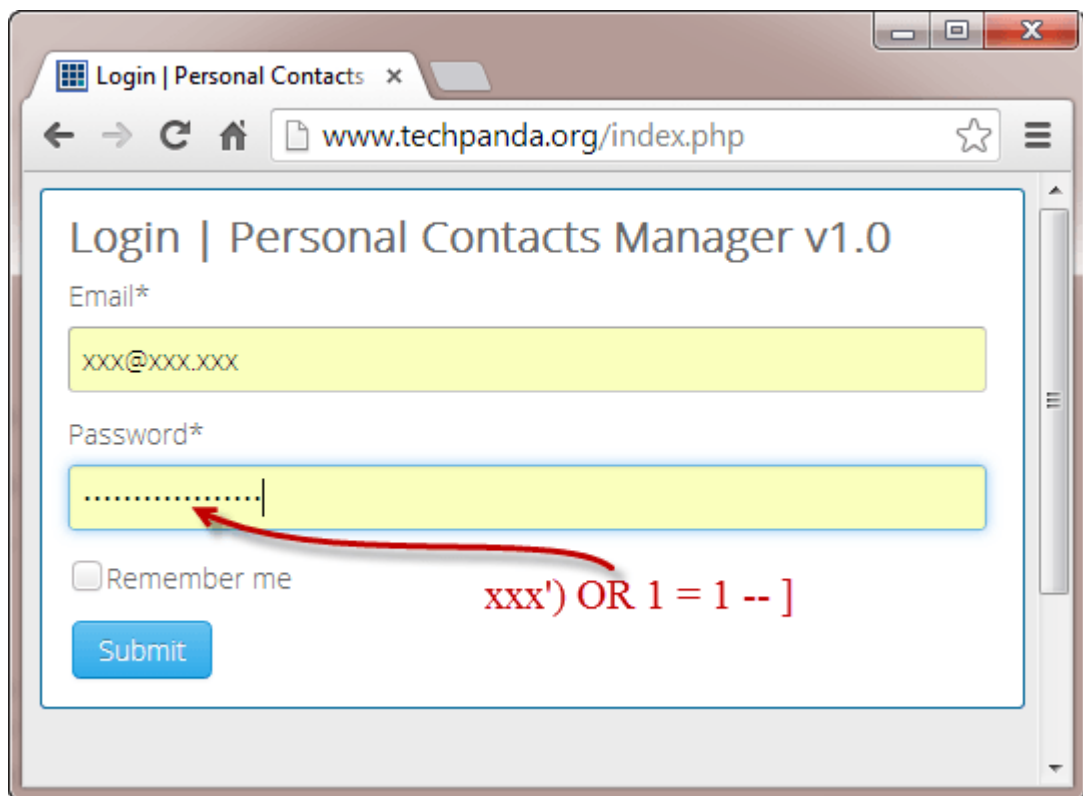 Login | Personal Contacts
www.techpanda.org/index.php
Login | Personal Contacts Manager v1.0
Email*
xxx@xxx.xxx
Password*
..................
Remember me
xxx') OR 1 = 1 -- ]
Submit